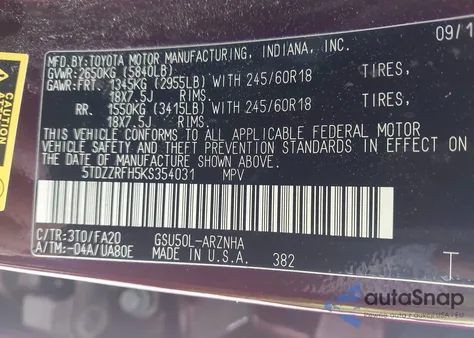 MFD.BY: TOYOTA MOTOR MANUFACTURING, INDIANA, INC. 09/1
GVWR: 2650KG (5840LB)
GAWR: FRT. 1345KG (2955LB) WITH 245/60R18 TIRES,
18X7.5J RIMS.
RR. 1550KG (3415LB) WITH 245/60R18 TIRES,
18X7.5J RIMS.
THIS VEHICLE CONFORMS TO ALL APPLICABLE FEDERAL MOTOR
VEHICLE SAFETY AND THEFT PREVENTION STANDARDS IN EFFECT ON
THE DATE OF MANUFACTURE SHOWN ABOVE.
5TDZZRFH5KS354031 MPV
C/TR: 3T0/FA20 GSU50L-ARZNHA
A/TM: -04A/UA80E MADE IN U.S.A. 382
CAUTION
autoSnap